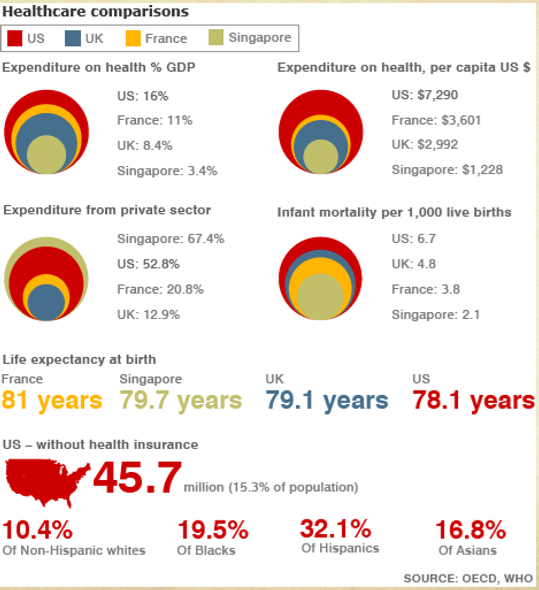 Healthcare comparisons
US UK France Singapore
Expenditure on health % GDP
US: 16%
France: 11%
UK: 8.4%
Singapore: 3.4%
Expenditure on health, per capita US $
US: $7,290
France: $3,601
UK: $2,992
Singapore: $1,228
Expenditure from private sector
Singapore: 67.4%
US: 52.8%
France: 20.8%
UK: 12.9%
Infant mortality per 1,000 live births
US: 6.7
UK: 4.8
France: 3.8
Singapore: 2.1
Life expectancy at birth
France
81 years
Singapore
79.7 years
UK
79.1 years
US
78.1 years
US – without health insurance
45.7 million (15.3% of population)
10.4%
Of Non-Hispanic whites
19.5%
Of Blacks
32.1%
Of Hispanics
16.8%
Of Asians
SOURCE: OECD, WHO